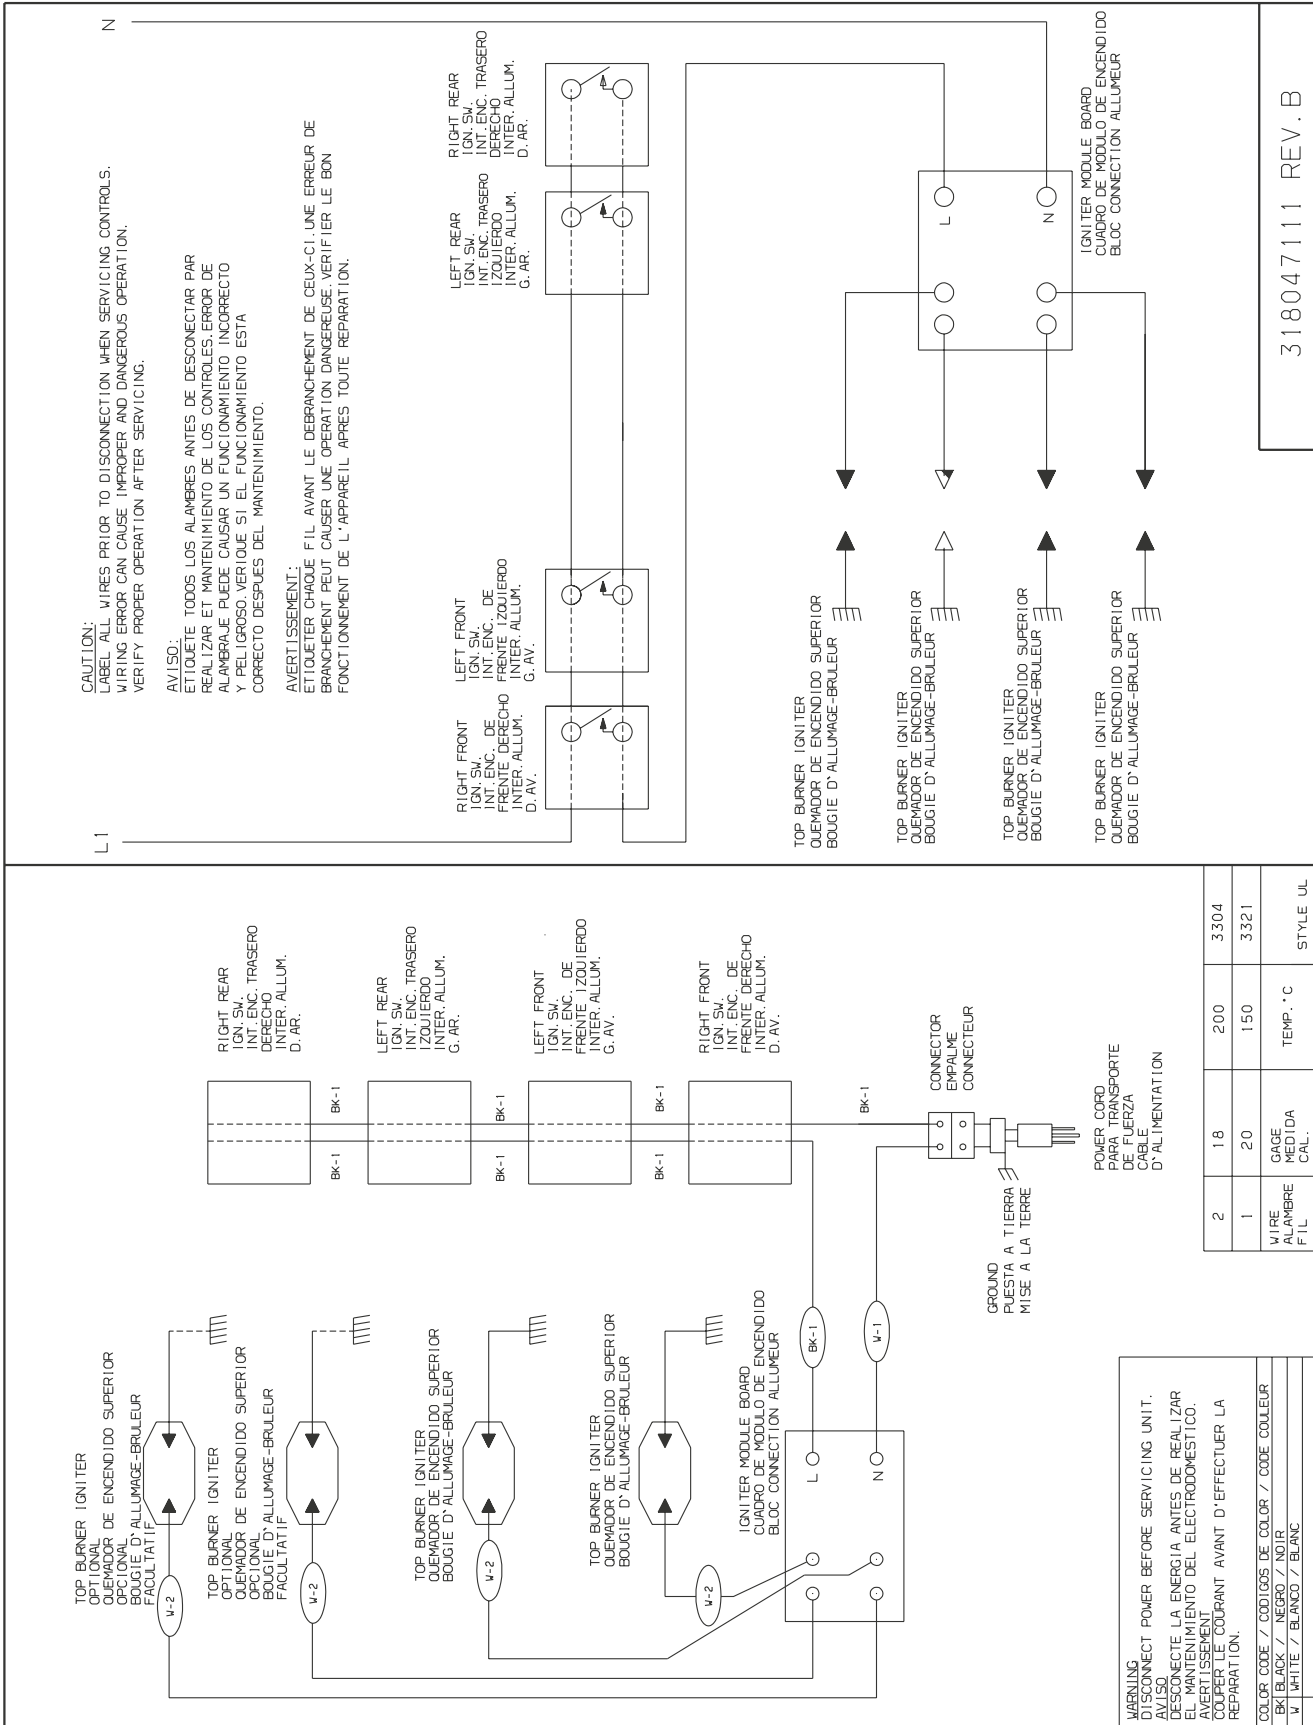 WARNING
DISCONNECT POWER BEFORE SERVICING UNIT.
AVISO
DESCONECTE LA ENERGIA ANTES DE REALIZAR
EL MANTENIMIENTO DEL ELECTRODOMESTICO.
AVERTISSEMENT
COUPER LE COURANT AVANT D'EFFECTUER LA
REPARATION.
COLOR CODE / CODIGOS DE COLOR / CODE COULEUR
BK BLACK / NEGRO / NOIR
W WHITE / BLANCO / BLANC
TOP BURNER IGNITER
OPTIONAL
QUEMADOR DE ENCENDIDO SUPERIOR
OPCIONAL
BOUGIE D`ALLUMAGE-BRULEUR
FACULTATIF
W-2
TOP BURNER IGNITER
OPTIONAL
QUEMADOR DE ENCENDIDO SUPERIOR
OPCIONAL
BOUGIE D`ALLUMAGE-BRULEUR
FACULTATIF
W-2
TOP BURNER IGNITER
QUEMADOR DE ENCENDIDO SUPERIOR
BOUGIE D`ALLUMAGE-BRULEUR
W-2
TOP BURNER IGNITER
QUEMADOR DE ENCENDIDO SUPERIOR
BOUGIE D`ALLUMAGE-BRULEUR
W-2
IGNITER MODULE BOARD
CUADRO DE MODULO DE ENCENDIDO
BLOC CONNECTION ALLUMEUR
L
N
BK-1
W-1
RIGHT REAR
IGN. SW.
INT. ENC. TRASERO
DERECHO
INTER. ALLUM.
D. AR.
BK-1
BK-1
LEFT REAR
IGN. SW.
INT. ENC. TRASERO
IZOUIERDO
INTER. ALLUM.
G. AR.
BK-1
BK-1
LEFT FRONT
IGN. SW.
INT. ENC. DE
FRENTE IZQUIERDO
INTER. ALLUM.
G. AV.
BK-1
BK-1
RIGHT FRONT
IGN. SW.
INT. ENC. DE
FRENTE DERECHO
INTER. ALLUM.
D. AV.
BK-1
CONNECTOR
EMPALME
CONNECTEUR
GROUND
PUESTA A TIERRA
MISE A LA TERRE
POWER CORD
PARA TRANSPORTE
DE FUERZA
CABLE
D`ALIMENTATION
2 18 200 3304
1 20 150 3321
WIRE
ALAMBRE
FIL
GAGE
MEDIDA
CAL.
TEMP. °C
STYLE UL
L1
N
CAUTION:
LABEL ALL WIRES PRIOR TO DISCONNECTION WHEN SERVICING CONTROLS.
WIRING ERROR CAN CAUSE IMPROPER AND DANGEROUS OPERATION.
VERIFY PROPER OPERATION AFTER SERVICING.
AVISO:
ETIQUETE TODOS LOS ALAMBRES ANTES DE DESCONECTAR PAR
REALIZAR ET MANTENIMIENTO DE LOS CONTROLES. ERROR DE
ALAMBRAJE PUEDE CAUSAR UN FUNCIONAMIENTO INCORRECTO
Y PELIGROSO. VERIQUE SI EL FUNCIONAMIENTO ESTA
CORRECTO DESPUES DEL MANTENIMIENTO.
AVERTISSEMENT:
ETIQUETER CHAQUE FIL AVANT LE DEBRANCHEMENT DE CEUX-CI. UNE ERREUR DE
BRANCHEMENT PEUT CAUSER UNE OPERATION DANGEREUSE. VERIFIER LE BON
FONCTIONNEMENT DE L'APPAREIL APRES TOUTE REPARATION.
RIGHT FRONT
IGN. SW.
INT. ENC. DE
FRENTE DERECHO
INTER. ALLUM.
D. AV.
LEFT FRONT
IGN. SW.
INT. ENC. DE
FRENTE IZQUIERDO
INTER. ALLUM.
G. AV.
LEFT REAR
IGN. SW.
INT. ENC. TRASERO
IZQUIERDO
INTER. ALLUM.
G. AR.
RIGHT REAR
IGN. SW.
INT. ENC. TRASERO
DERECHO
INTER. ALLUM.
D. AR.
TOP BURNER IGNITER
QUEMADOR DE ENCENDIDO SUPERIOR
BOUGIE D`ALLUMAGE-BRULEUR
TOP BURNER IGNITER
QUEMADOR DE ENCENDIDO SUPERIOR
BOUGIE D`ALLUMAGE-BRULEUR
TOP BURNER IGNITER
QUEMADOR DE ENCENDIDO SUPERIOR
BOUGIE D`ALLUMAGE-BRULEUR
TOP BURNER IGNITER
QUEMADOR DE ENCENDIDO SUPERIOR
BOUGIE D`ALLUMAGE-BRULEUR
L
N
IGNITER MODULE BOARD
CUADRO DE MODULO DE ENCENDIDO
BLOC CONNECTION ALLUMEUR
318047111 REV. B